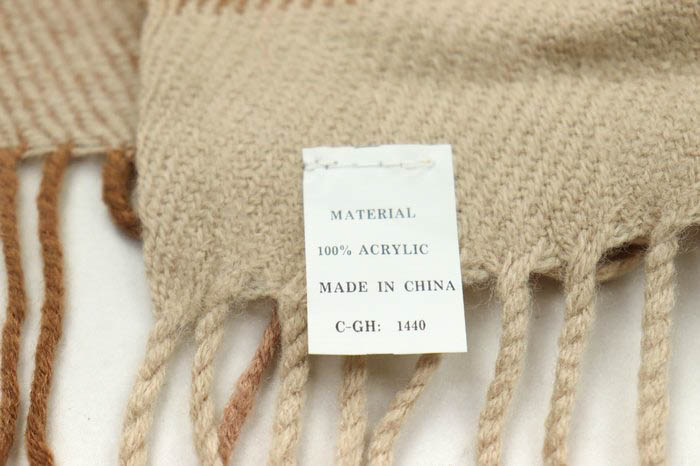 MATERIAL
100% ACRYLIC
MADE IN CHINA
C-GH: 1440